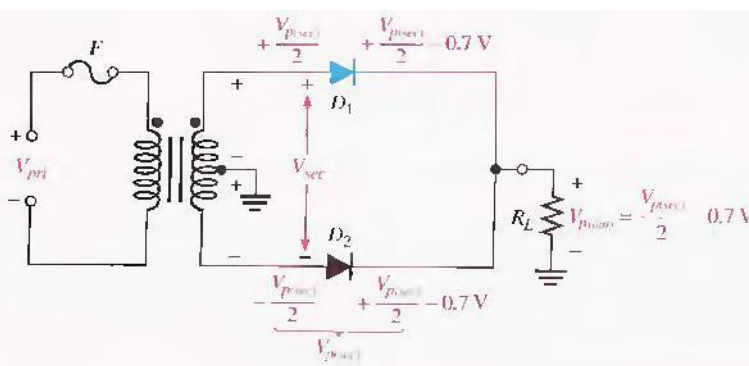 + V_p(sec)/2 + V_p(sec)/2 − 0.7 V
F
+ + D₁
+ V_pri −
− + V_sec
R_L + V_p(out) = V_p(sec)/2 0.7 V −
− − D₂
− V_p(sec)/2 + V_p(sec)/2 − 0.7 V
V_p(sec)